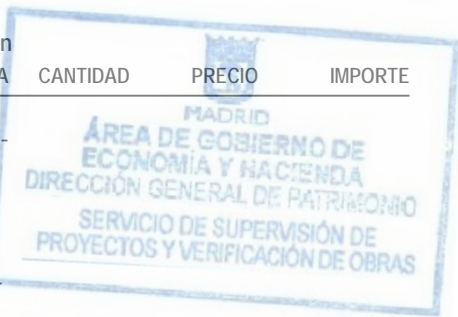 n
A CANTIDAD PRECIO IMPORTE
MADRID
ÁREA DE GOBIERNO DE
ECONOMÍA Y HACIENDA
DIRECCIÓN GENERAL DE PATRIMONIO
SERVICIO DE SUPERVISIÓN DE
PROYECTOS Y VERIFICACIÓN DE OBRAS